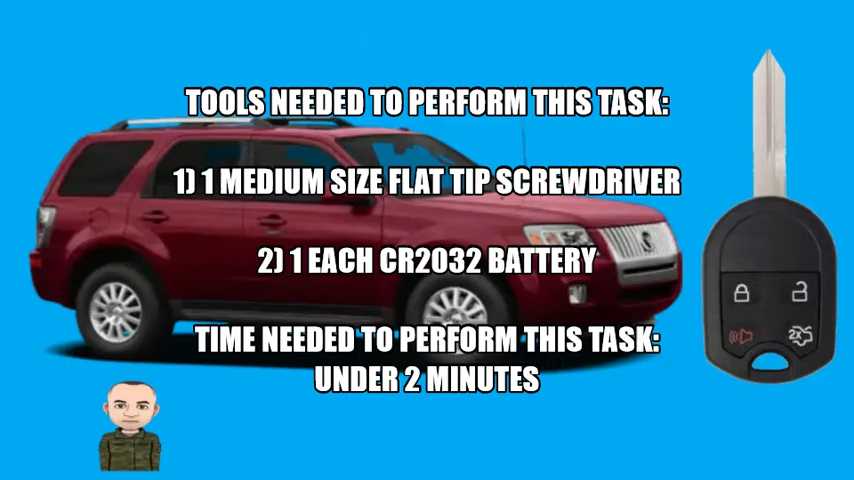 TOOLS NEEDED TO PERFORM THIS TASK:
1) 1 MEDIUM SIZE FLAT TIP SCREWDRIVER
2) 1 EACH CR2032 BATTERY
TIME NEEDED TO PERFORM THIS TASK:
UNDER 2 MINUTES
2X